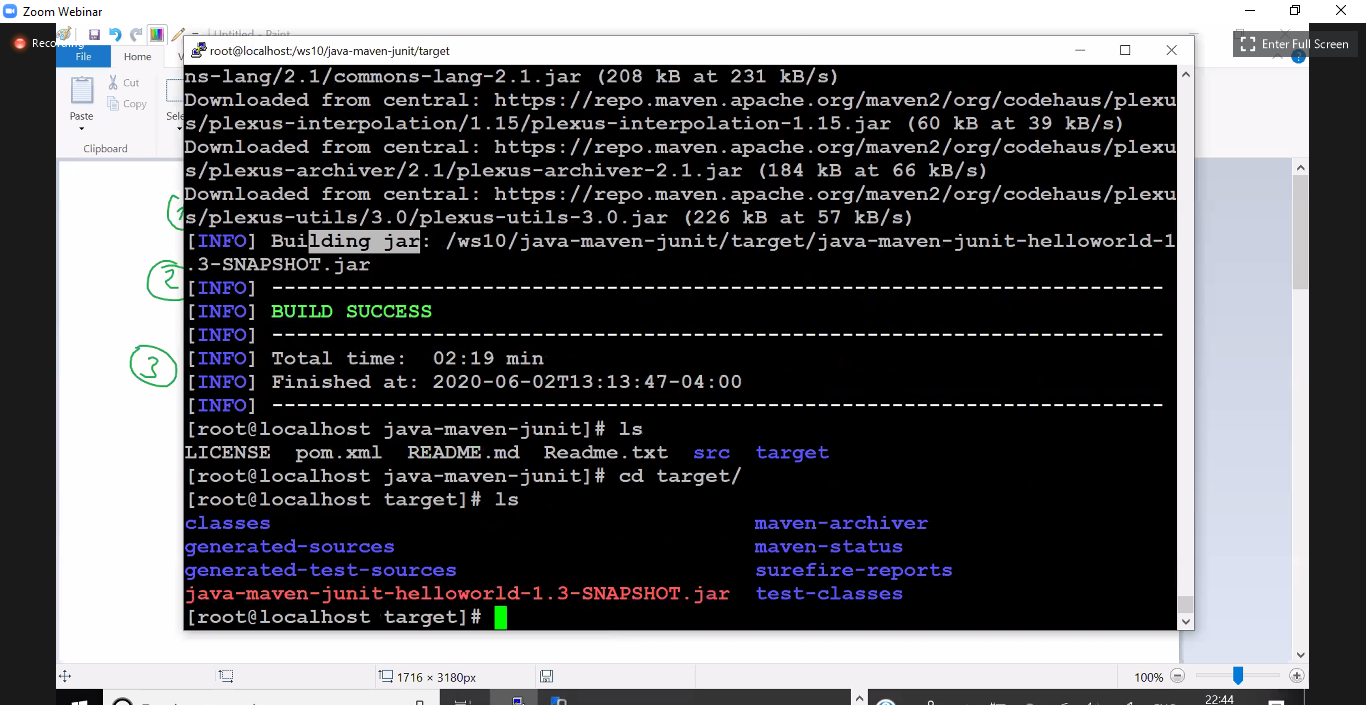 Zoom Webinar
Recording
Untitled - Paint
Enter Full Screen
File
Home
V
Paste
Cut
Copy
Sele
Clipboard
1
2
3
root@localhost:/ws10/java-maven-junit/target
ns-lang/2.1/commons-lang-2.1.jar (208 kB at 231 kB/s)
Downloaded from central: https://repo.maven.apache.org/maven2/org/codehaus/plexu
s/plexus-interpolation/1.15/plexus-interpolation-1.15.jar (60 kB at 39 kB/s)
Downloaded from central: https://repo.maven.apache.org/maven2/org/codehaus/plexu
s/plexus-archiver/2.1/plexus-archiver-2.1.jar (184 kB at 66 kB/s)
Downloaded from central: https://repo.maven.apache.org/maven2/org/codehaus/plexu
s/plexus-utils/3.0/plexus-utils-3.0.jar (226 kB at 57 kB/s)
[INFO] Building jar: /ws10/java-maven-junit/target/java-maven-junit-helloworld-1
.3-SNAPSHOT.jar
[INFO] ------------------------------------------------------------------------
[INFO] BUILD SUCCESS
[INFO] ------------------------------------------------------------------------
[INFO] Total time:  02:19 min
[INFO] Finished at: 2020-06-02T13:13:47-04:00
[INFO] ------------------------------------------------------------------------
[root@localhost java-maven-junit]# ls
LICENSE  pom.xml  README.md  Readme.txt  src  target
[root@localhost java-maven-junit]# cd target/
[root@localhost target]# ls
classes                                       maven-archiver
generated-sources                             maven-status
generated-test-sources                        surefire-reports
java-maven-junit-helloworld-1.3-SNAPSHOT.jar  test-classes
[root@localhost target]#
1716 × 3180px
100%
22:44